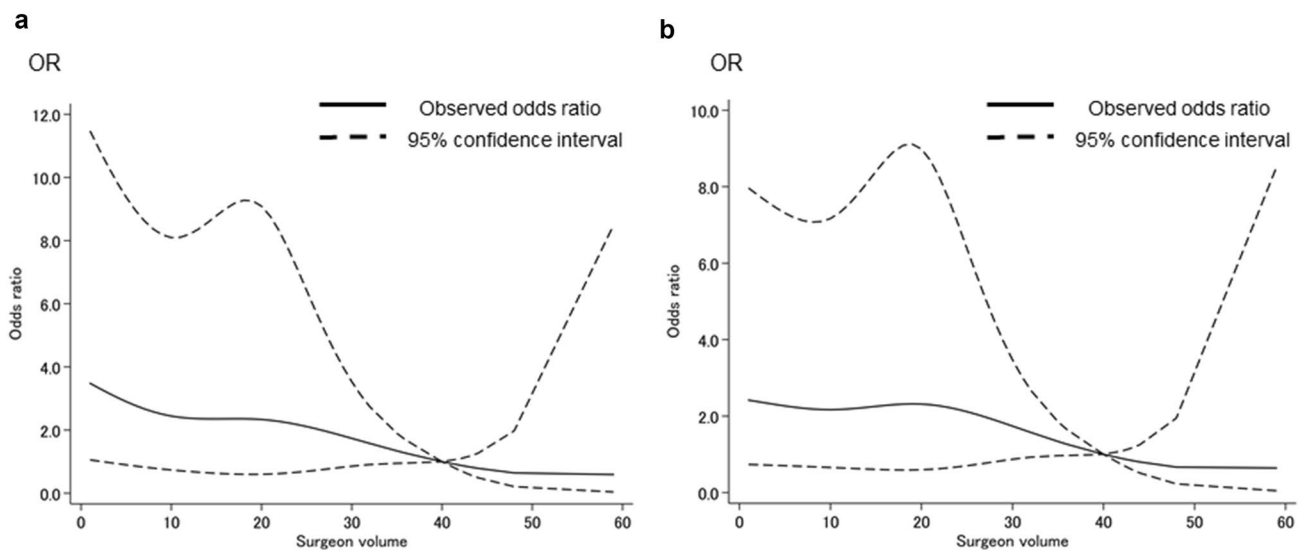 a
OR
Observed odds ratio
95% confidence interval
12.0
10.0
8.0
6.0
4.0
2.0
0.0
Odds ratio
0 10 20 30 40 50 60
Surgeon volume
b
OR
Observed odds ratio
95% confidence interval
10.0
8.0
6.0
4.0
2.0
0.0
Odds ratio
0 10 20 30 40 50 60
Surgeon volume